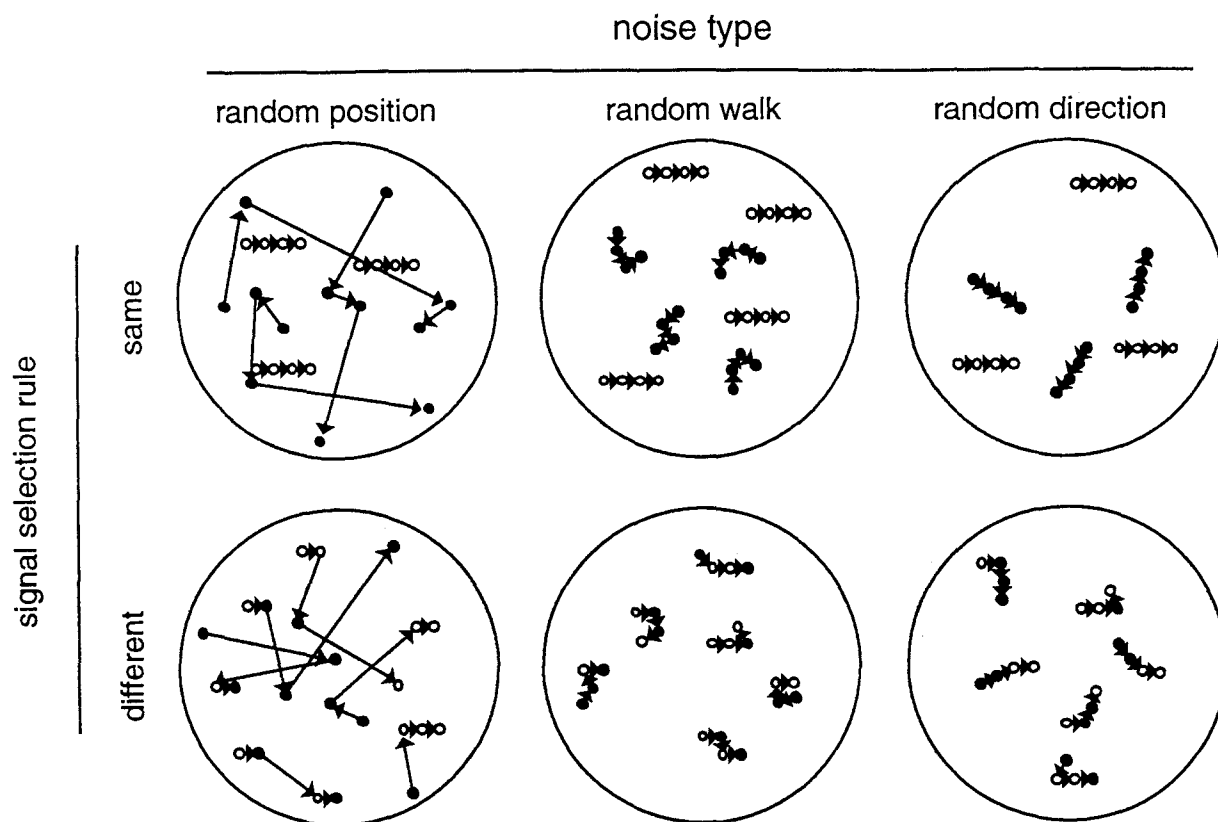 noise type
random position
random walk
random direction
signal selection rule
same
different